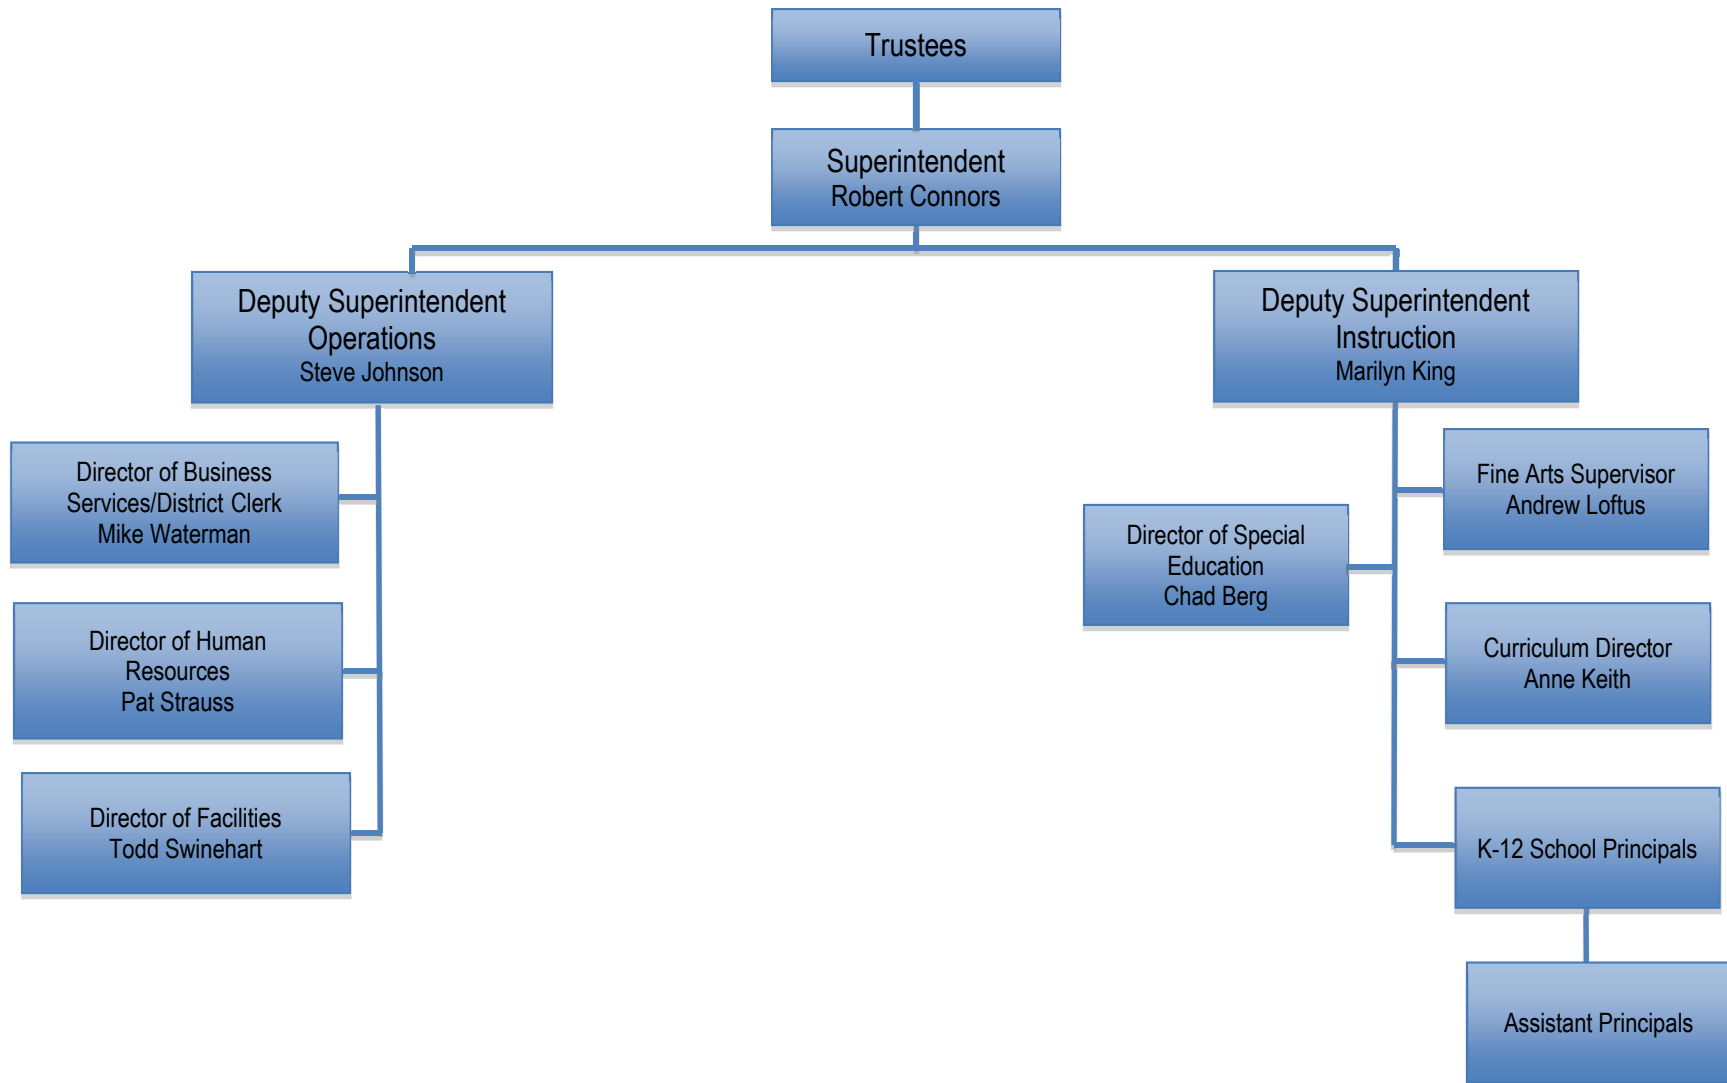 Trustees
Superintendent
Robert Connors
Deputy Superintendent
Operations
Steve Johnson
Deputy Superintendent
Instruction
Marilyn King
Director of Business
Services/District Clerk
Mike Waterman
Director of Human
Resources
Pat Strauss
Director of Facilities
Todd Swinehart
Fine Arts Supervisor
Andrew Loftus
Director of Special
Education
Chad Berg
Curriculum Director
Anne Keith
K-12 School Principals
Assistant Principals